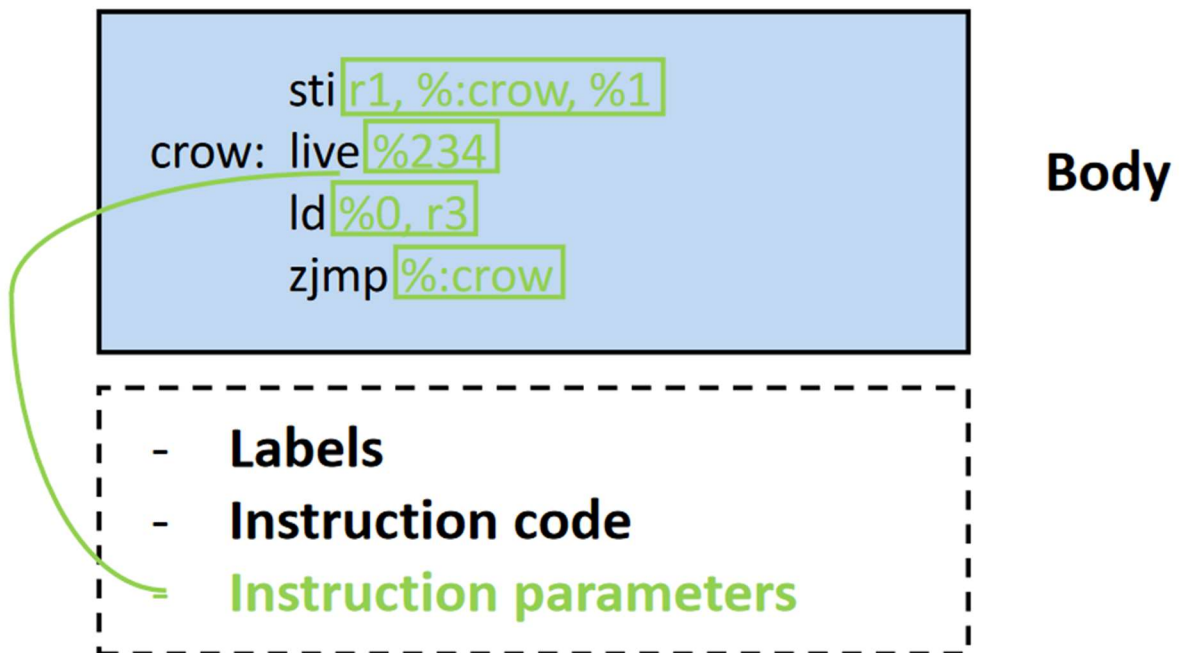 sti r1, %:crow, %1
crow: live %234
ld %0, r3
zjmp %:crow
Body
- Labels
- Instruction code
- Instruction parameters